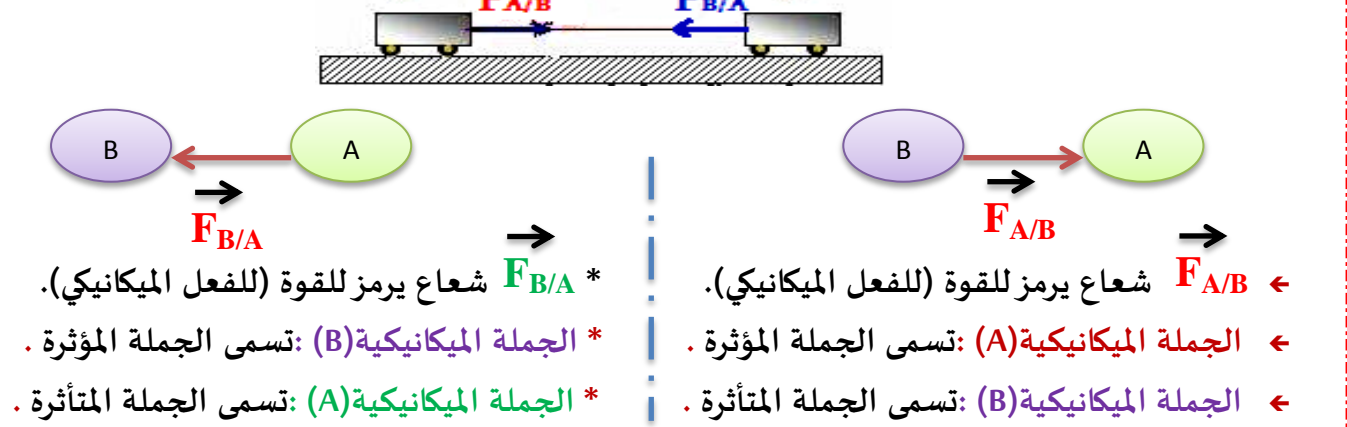 F A/B F B/A
B A
F A/B
F A/B شعاع يرمز للقوة (للفعل الميكانيكي).
الجملة الميكانيكية(A) :تسمى الجملة المؤثرة .
الجملة الميكانيكية(B) :تسمى الجملة المتأثرة .
B A
F B/A
* F B/A شعاع يرمز للقوة (للفعل الميكانيكي).
* الجملة الميكانيكية(B) :تسمى الجملة المؤثرة .
* الجملة الميكانيكية(A) :تسمى الجملة المتأثرة .